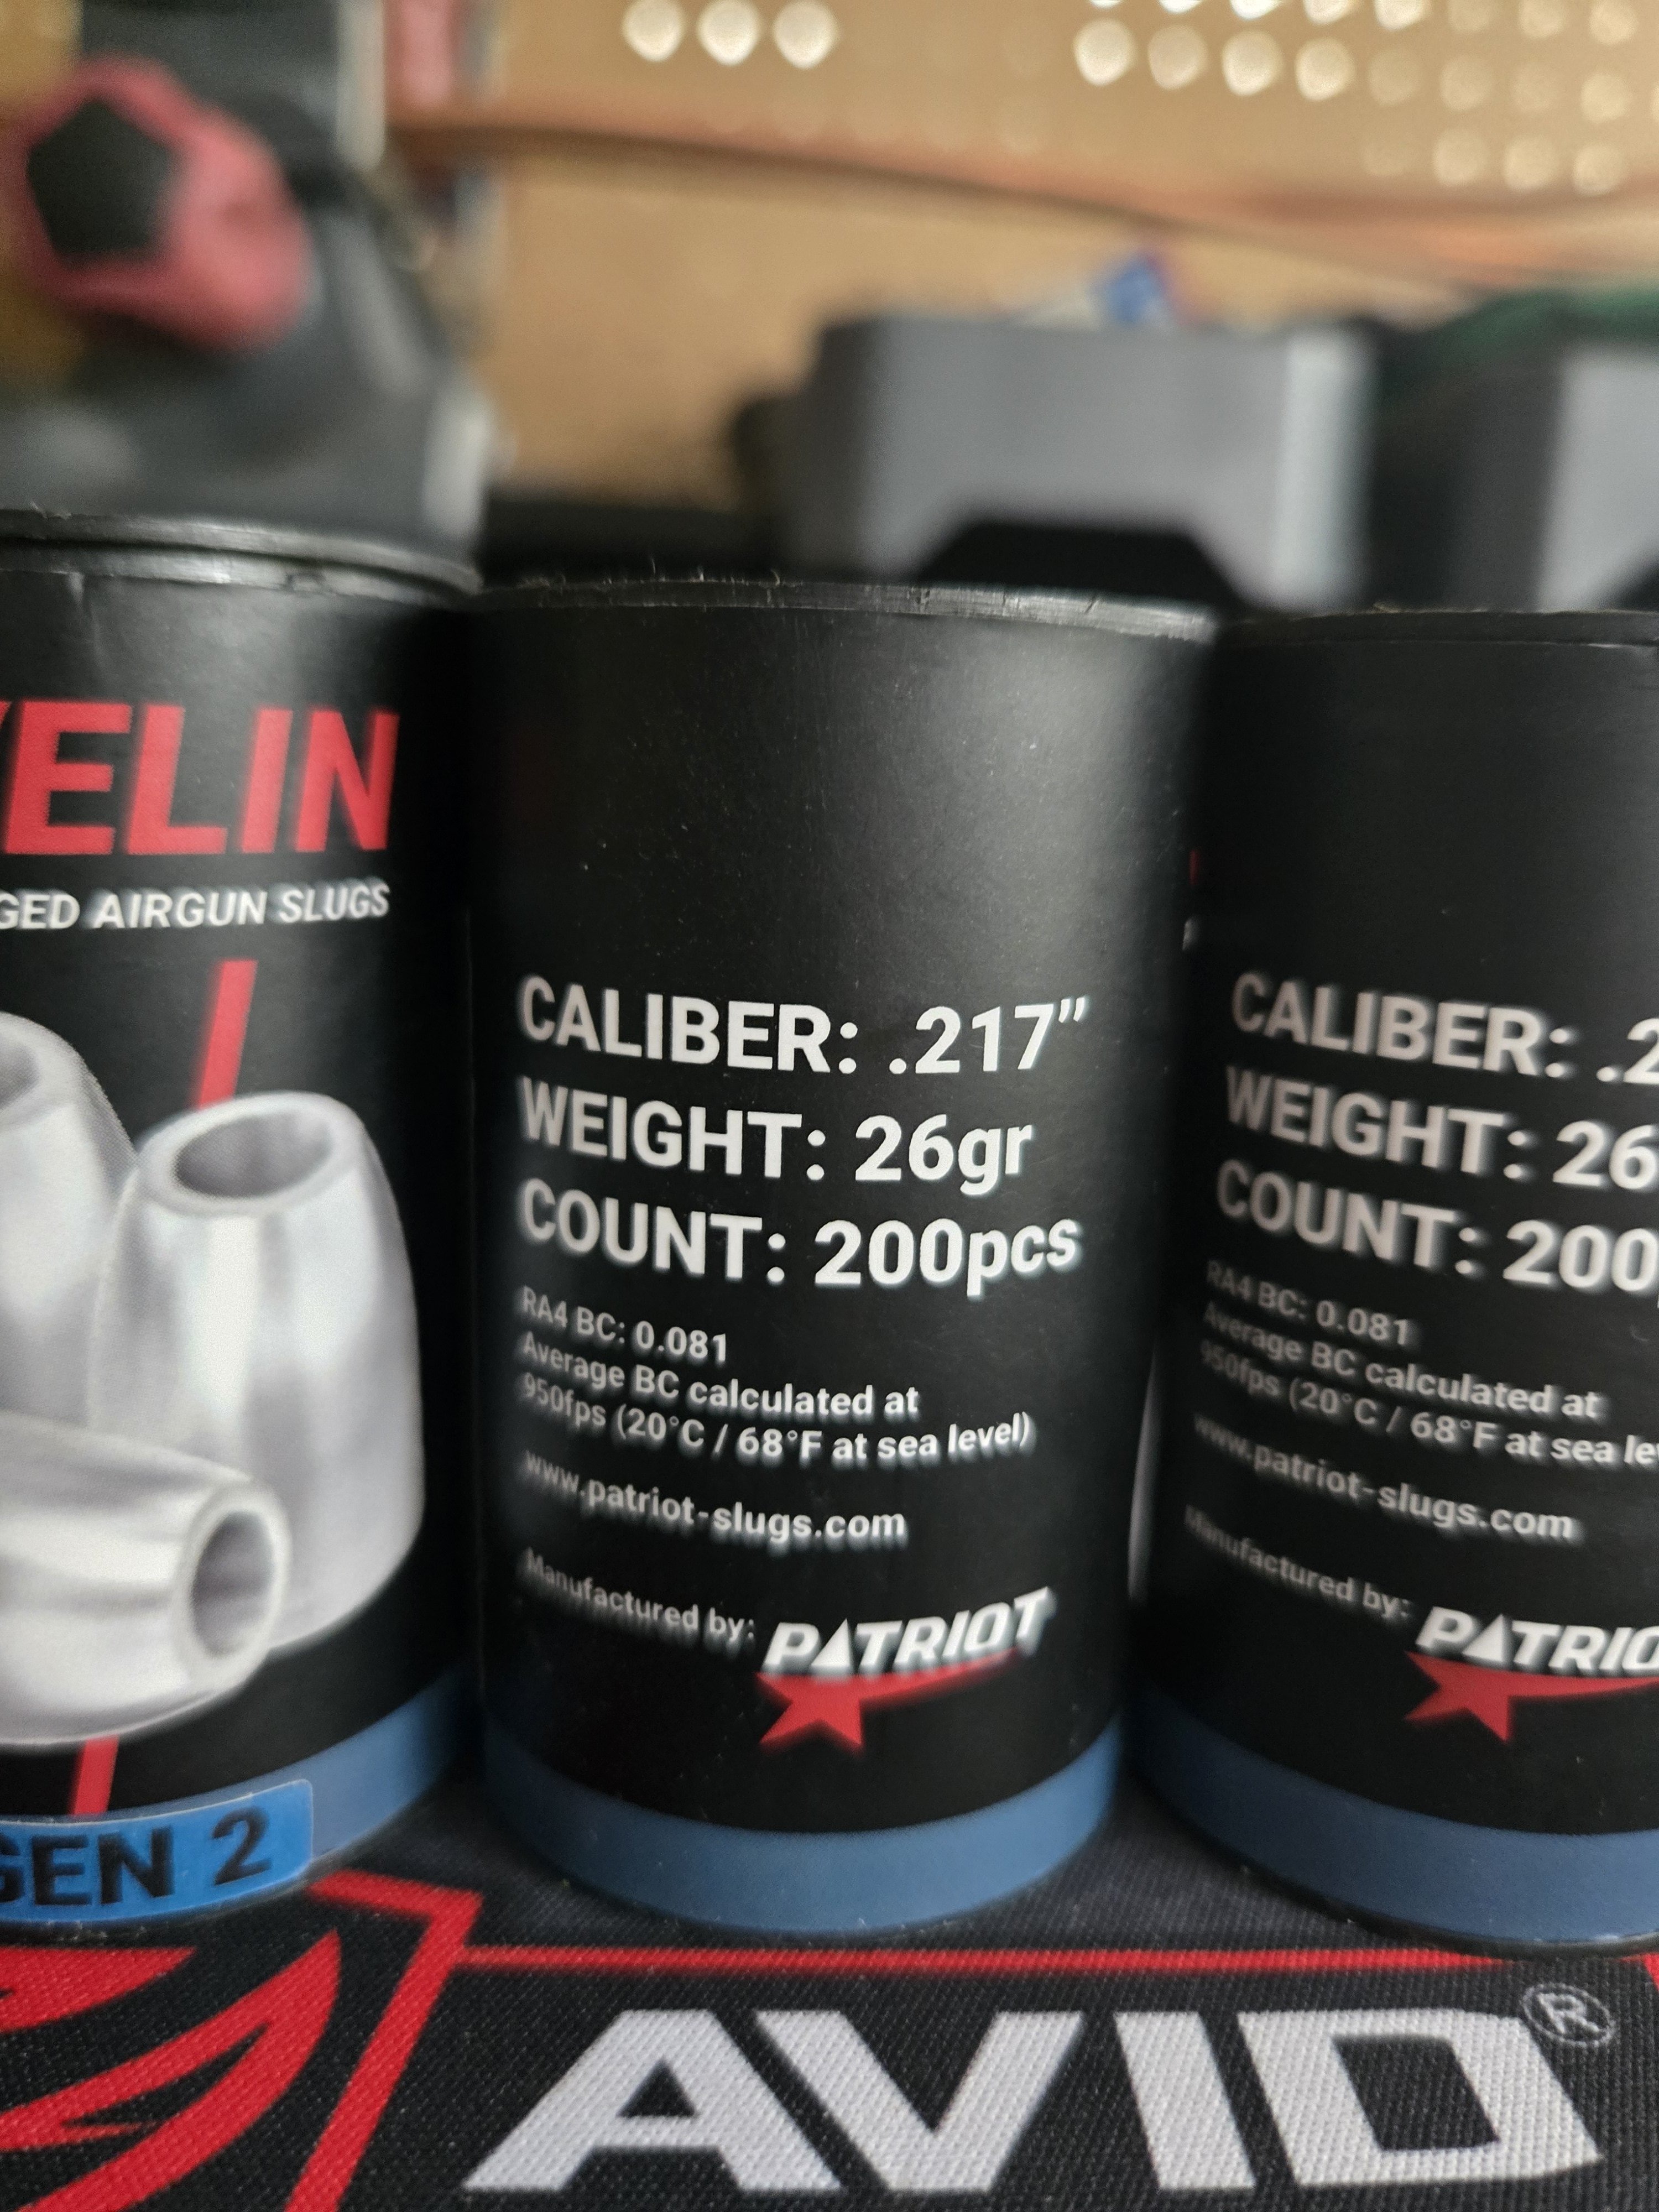 VELIN
GED AIRGUN SLUGS
GEN 2
CALIBER: .217”
WEIGHT: 26gr
COUNT: 200pcs
RA4 BC: 0.081
Average BC calculated at
950fps (20°C / 68°F at sea level)
www.patriot-slugs.com
Manufactured by: PATRIOT
CALIBER: .2
WEIGHT: 26
COUNT: 200
RA4 BC: 0.081
Average BC calculated at
950fps (20°C / 68°F at sea le
www.patriot-slugs.com
Manufactured by: PATRIO
AVID®